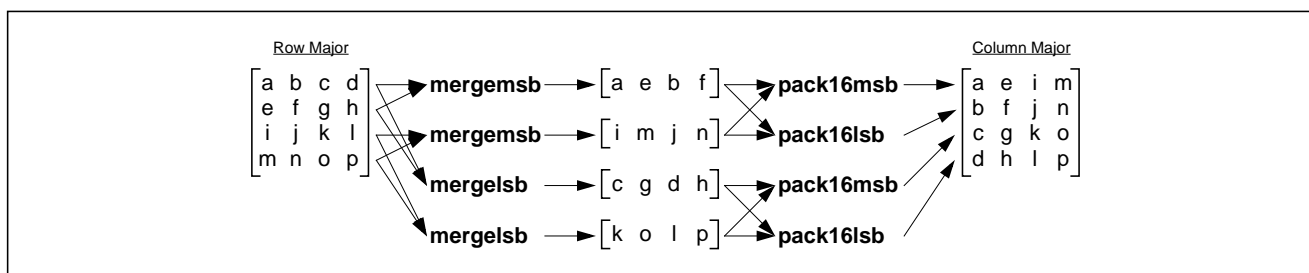 Row Major
Column Major
a b c d
e f g h
i j k l
m n o p
mergemsb
mergemsb
mergelsb
mergelsb
a e b f
i m j n
c g d h
k o l p
pack16msb
pack16lsb
pack16msb
pack16lsb
a e i m
b f j n
c g k o
d h l p